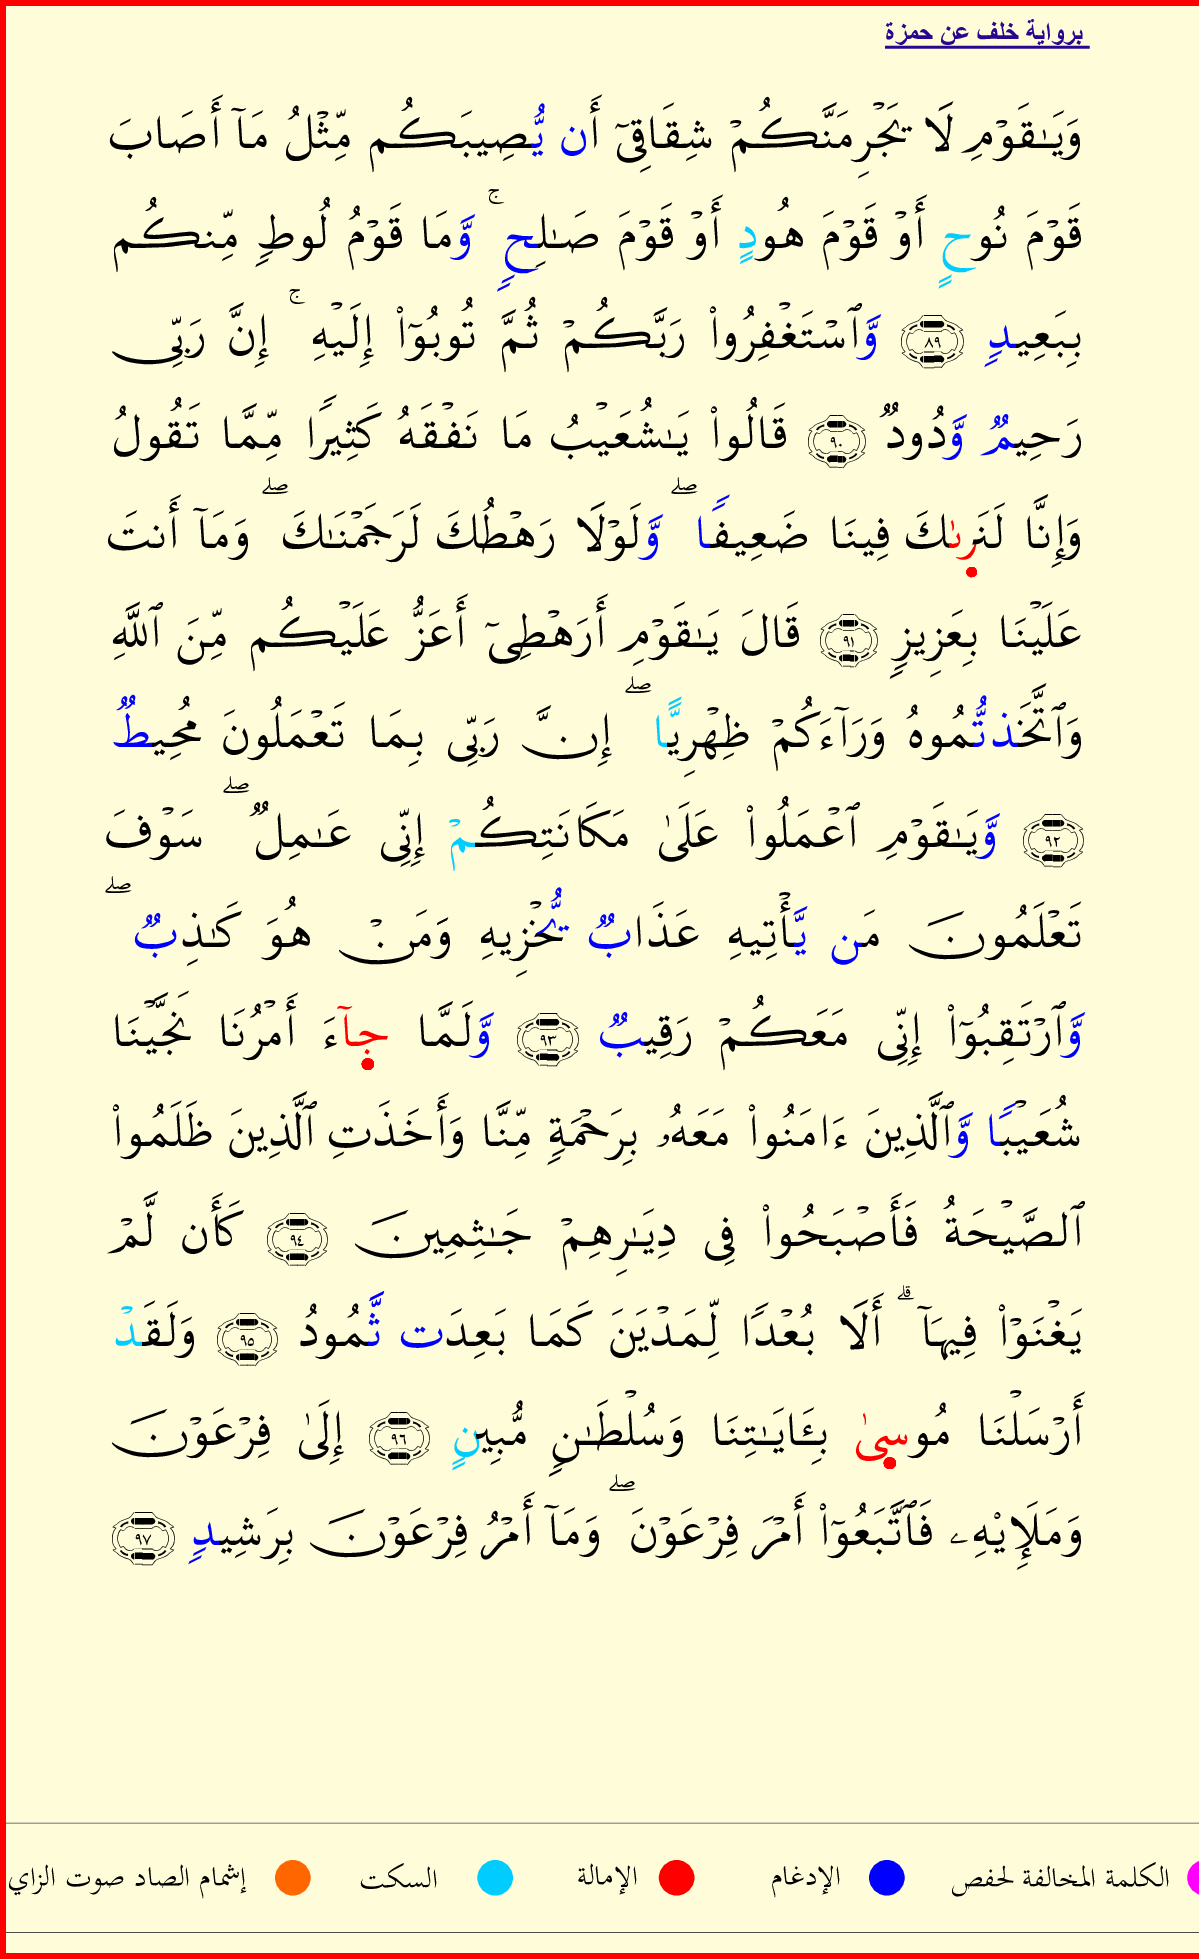 برواية خلف عن حمزة
وَيَـٰقَوْمِ لَا يَجْرِمَنَّكُمْ شِقَاقِىٓ أَن يُّصِيبَكُم مِّثْلُ مَآ أَصَابَ
قَوْمَ نُوحٍ أَوْ قَوْمَ هُودٍ أَوْ قَوْمَ صَـٰلِحٍ ۚ وَّمَا قَوْمُ لُوطٍ مِّنكُم
بِبَعِيدٍ ٨٩ وَّٱسْتَغْفِرُوا۟ رَبَّكُمْ ثُمَّ تُوبُوٓا۟ إِلَيْهِ ۚ إِنَّ رَبِّى
رَحِيمٌ وَّدُودٌ ٩٠ قَالُوا۟ يَـٰشُعَيْبُ مَا نَفْقَهُ كَثِيرًا مِّمَّا تَقُولُ
وَإِنَّا لَنَرىٰكَ فِينَا ضَعِيفًا ۖ وَّلَوْلَا رَهْطُكَ لَرَجَمْنَـٰكَ ۖ وَمَآ أَنتَ
عَلَيْنَا بِعَزِيزٍ ٩١ قَالَ يَـٰقَوْمِ أَرَهْطِىٓ أَعَزُّ عَلَيْكُم مِّنَ ٱللَّهِ
وَٱتَّخَذتُّمُوهُ وَرَآءَكُمْ ظِهْرِيًّا ۖ إِنَّ رَبِّى بِمَا تَعْمَلُونَ مُحِيطٌ
٩٢ وَّيَـٰقَوْمِ ٱعْمَلُوا۟ عَلَىٰ مَكَانَتِكُمْ إِنِّى عَـٰمِلٌ ۖ سَوْفَ
تَعْلَمُونَ مَن يَّأْتِيهِ عَذَابٌ يُّخْزِيهِ وَمَنْ هُوَ كَـٰذِبٌ ۖ
وَّٱرْتَقِبُوٓا۟ إِنِّى مَعَكُمْ رَقِيبٌ ٩٣ وَّلَمَّا جِآءَ أَمْرُنَا نَجَّيْنَا
شُعَيْبًا وَّٱلَّذِينَ ءَامَنُوا۟ مَعَهُۥ بِرَحْمَةٍ مِّنَّا وَأَخَذَتِ ٱلَّذِينَ ظَلَمُوا۟
ٱلصَّيْحَةُ فَأَصْبَحُوا۟ فِى دِيَـٰرِهِمْ جَـٰثِمِينَ ٩٤ كَأَن لَّمْ
يَغْنَوْا۟ فِيهَآ ۗ أَلَا بُعْدًا لِّمَدْيَنَ كَمَا بَعِدَت ثَّمُودُ ٩٥ وَلَقَدْ
أَرْسَلْنَا مُوسِىٰ بِـَٔايَـٰتِنَا وَسُلْطَـٰنٍ مُّبِينٍ ٩٦ إِلَىٰ فِرْعَوْنَ
وَمَلَإِي۟هِۦ فَٱتَّبَعُوٓا۟ أَمْرَ فِرْعَوْنَ ۖ وَمَآ أَمْرُ فِرْعَوْنَ بِرَشِيدٍ ٩٧
الكلمة المخالفة لحفص الإدغام الإمالة السكت إشمام الصاد صوت الزاي